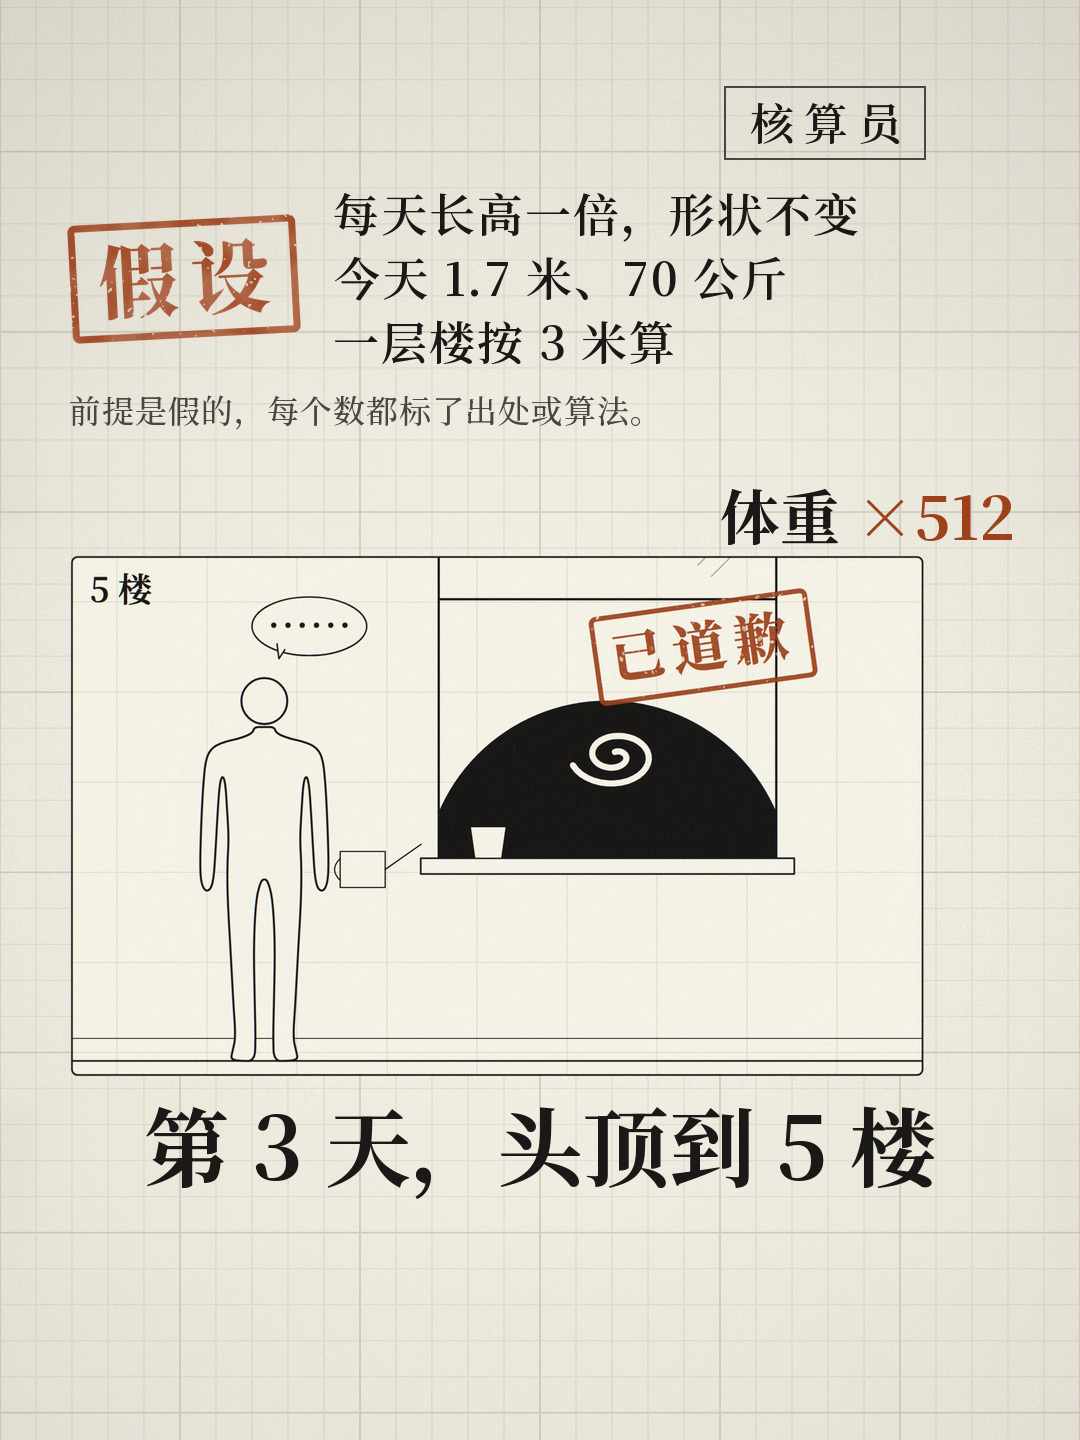 核算员
假设
每天长高一倍，形状不变
今天 1.7 米、70 公斤
一层楼按 3 米算
前提是假的，每个数都标了出处或算法。
体重 ×512
5 楼
······
已道歉
第 3 天，头顶到 5 楼